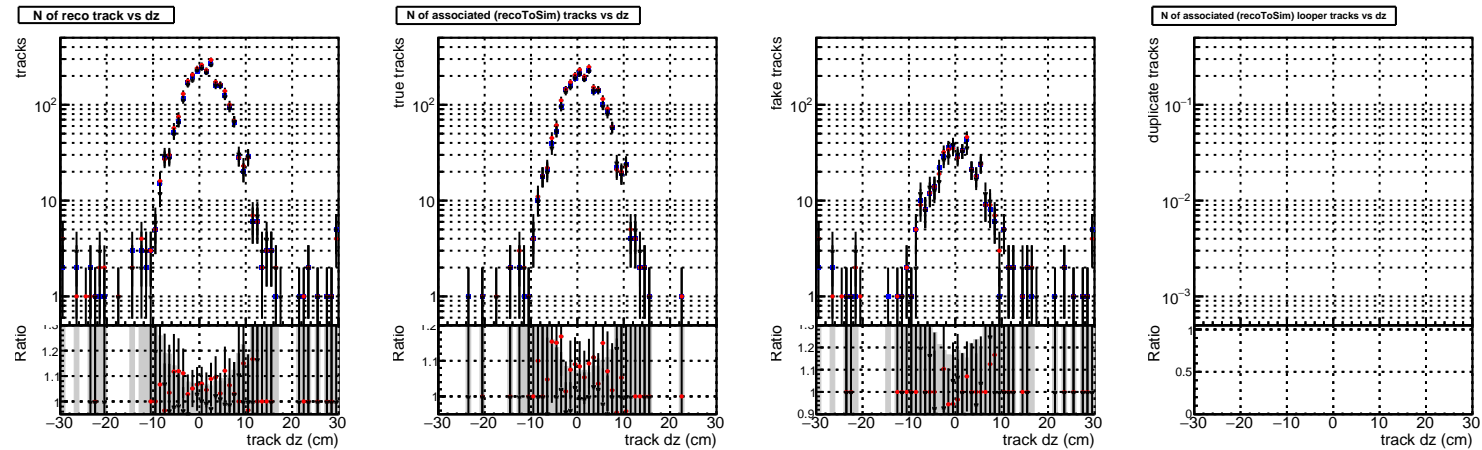 N of reco track vs dz
tracks
10²
10
1
Ratio
1.3
1.2
1.1
1
−30 −20 −10 0 10 20 30
track dz (cm)
N of associated (recoToSim) tracks vs dz
true tracks
10²
10
1
Ratio
1.2
1.1
1
−30 −20 −10 0 10 20 30
track dz (cm)
fake tracks
10²
10
1
Ratio
1.3
1.2
1.1
1
0.9
−30 −20 −10 0 10 20 30
track dz (cm)
N of associated (recoToSim) looper tracks vs dz
duplicate tracks
10⁻¹
10⁻²
10⁻³
Ratio
1
0.5
0
−30 −20 −10 0 10 20 30
track dz (cm)